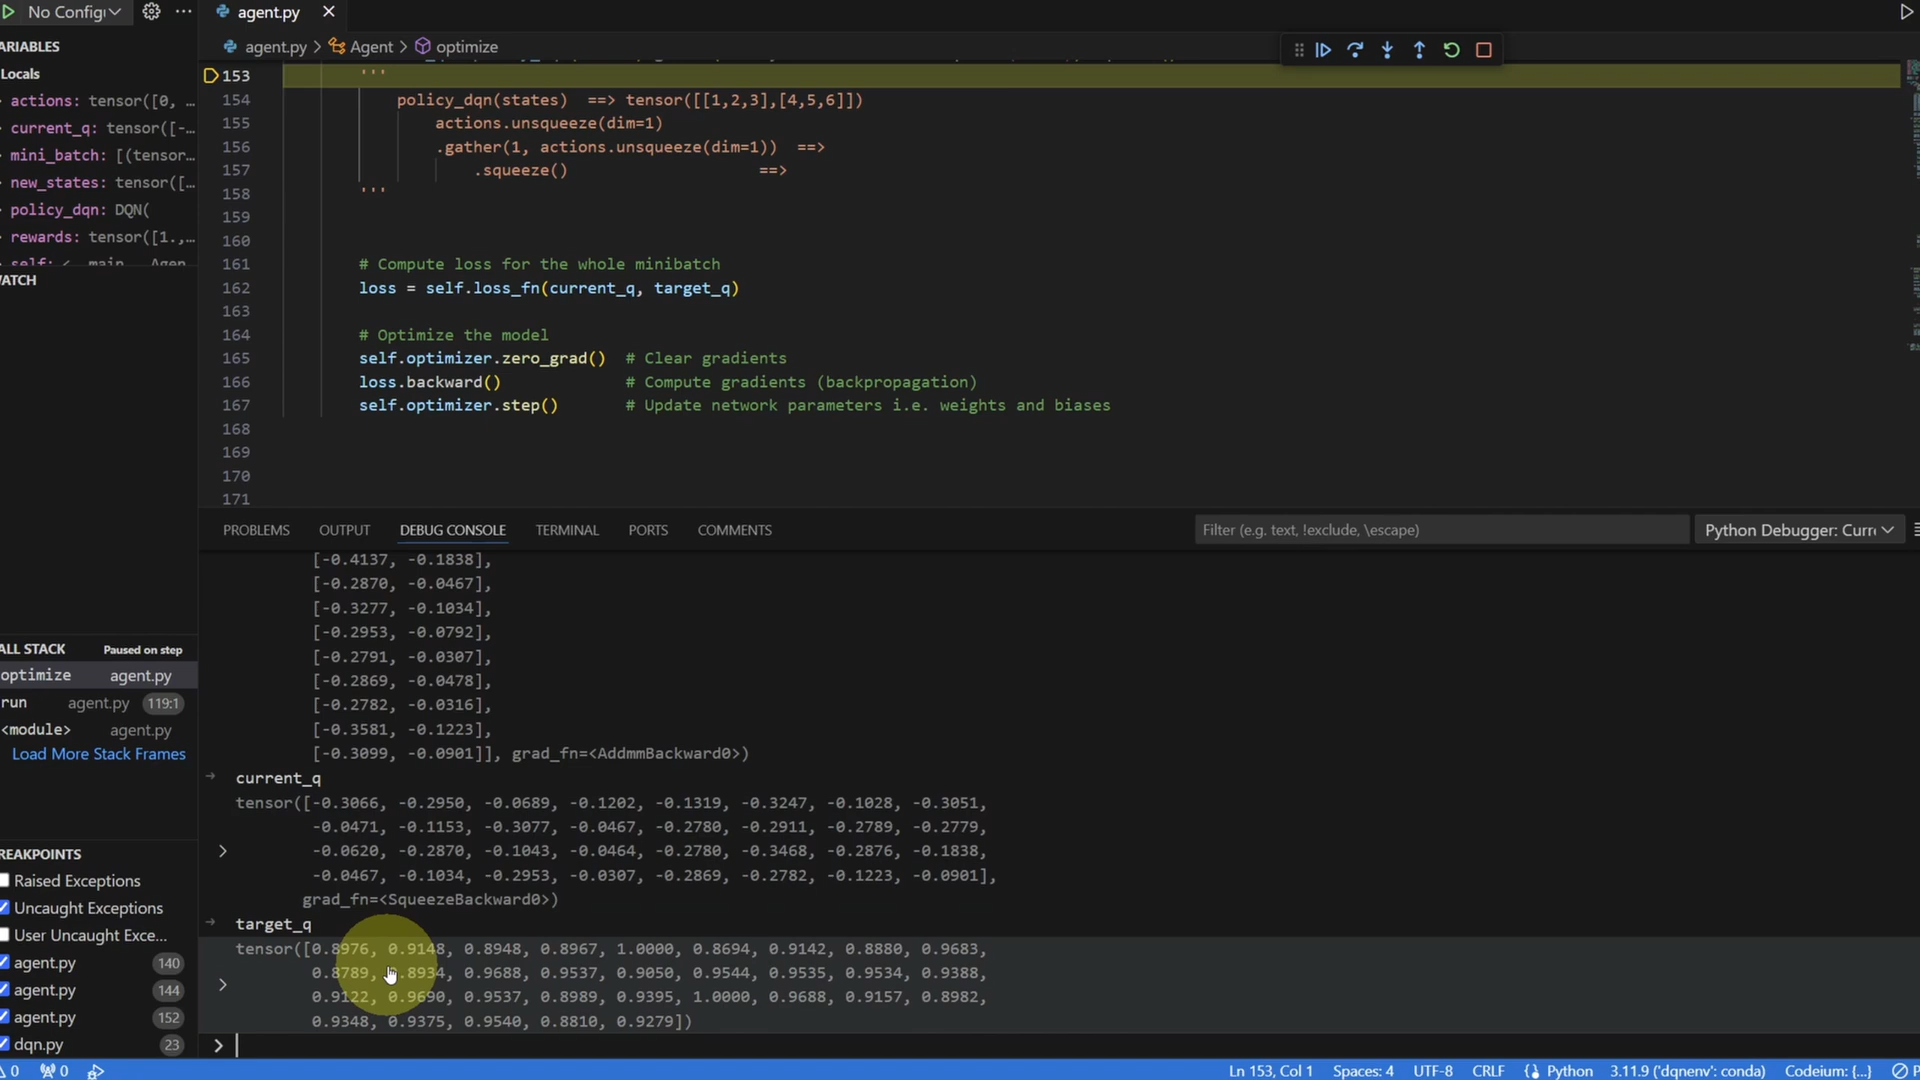 No Config
agent.py
agent.py > Agent > optimize
ARIABLES
Locals
actions: tensor([0, ...
current_q: tensor([-...
mini_batch: [(tensor...
new_states: tensor([...
policy_dqn: DQN(
rewards: tensor([1.,...
ATCH
153 '''
154 policy_dqn(states) ==> tensor([[1,2,3],[4,5,6]])
155 actions.unsqueeze(dim=1)
156 .gather(1, actions.unsqueeze(dim=1)) ==>
157 .squeeze() ==>
158 '''
159
160
161 # Compute loss for the whole minibatch
162 loss = self.loss_fn(current_q, target_q)
163
164 # Optimize the model
165 self.optimizer.zero_grad() # Clear gradients
166 loss.backward() # Compute gradients (backpropagation)
167 self.optimizer.step() # Update network parameters i.e. weights and biases
168
169
170
171
PROBLEMS OUTPUT DEBUG CONSOLE TERMINAL PORTS COMMENTS
Filter (e.g. text, !exclude, \escape)
Python Debugger: Curr
[-0.4137, -0.1838],
[-0.2870, -0.0467],
[-0.3277, -0.1034],
[-0.2953, -0.0792],
[-0.2791, -0.0307],
[-0.2869, -0.0478],
[-0.2782, -0.0316],
[-0.3581, -0.1223],
[-0.3099, -0.0901]], grad_fn=<AddmmBackward0>)
current_q
tensor([-0.3066, -0.2950, -0.0689, -0.1202, -0.1319, -0.3247, -0.1028, -0.3051,
-0.0471, -0.1153, -0.3077, -0.0467, -0.2780, -0.2911, -0.2789, -0.2779,
-0.0620, -0.2870, -0.1043, -0.0464, -0.2780, -0.3468, -0.2876, -0.1838,
-0.0467, -0.1034, -0.2953, -0.0307, -0.2869, -0.2782, -0.1223, -0.0901],
grad_fn=<SqueezeBackward0>)
target_q
tensor([0.8976, 0.9148, 0.8948, 0.8967, 1.0000, 0.8694, 0.9142, 0.8880, 0.9683,
0.8789, 0.8934, 0.9688, 0.9537, 0.9050, 0.9544, 0.9535, 0.9534, 0.9388,
0.9122, 0.9690, 0.9537, 0.8989, 0.9395, 1.0000, 0.9688, 0.9157, 0.8982,
0.9348, 0.9375, 0.9540, 0.8810, 0.9279])
>
ALL STACK Paused on step
optimize agent.py
run agent.py 119:1
<module> agent.py
Load More Stack Frames
REAKPOINTS
Raised Exceptions
Uncaught Exceptions
User Uncaught Exce...
agent.py 140
agent.py 144
agent.py 152
dqn.py 23
0 0
Ln 153, Col 1 Spaces: 4 UTF-8 CRLF Python 3.11.9 ('dqnenv': conda) Codeium: {...}